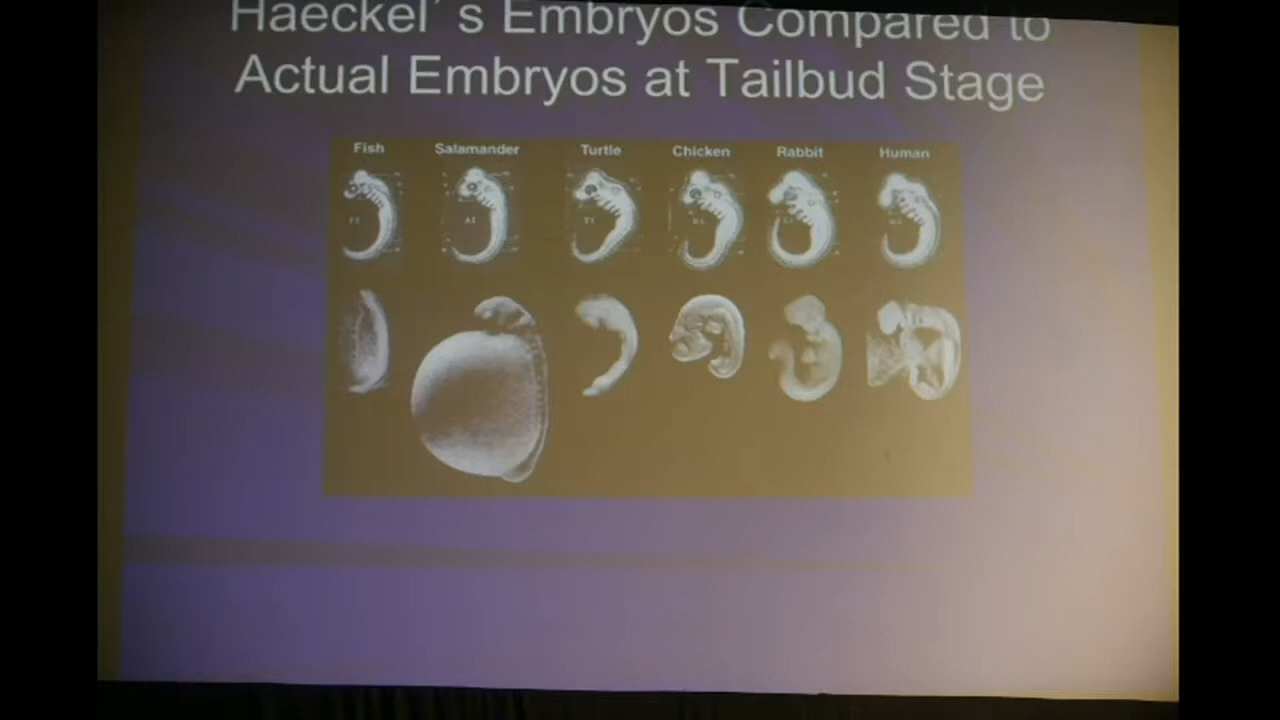 Haeckel´s Embryos Compared to
Actual Embryos at Tailbud Stage
Fish Salamander Turtle Chicken Rabbit Human